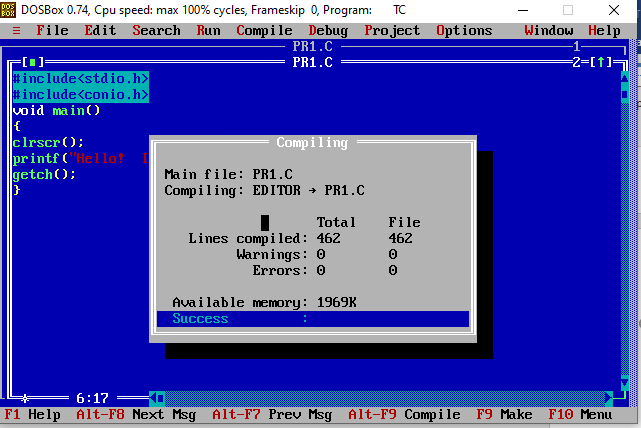 DOSBox 0.74, Cpu speed: max 100% cycles, Frameskip 0, Program: TC
≡ File Edit Search Run Compile Debug Project Options Window Help
PR1.C 1
[■] PR1.C 2=[↑]
#include<stdio.h>
#include<conio.h>
void main()
{
clrscr();
printf("Hello!
getch();
}
Compiling
Main file: PR1.C
Compiling: EDITOR → PR1.C
Total File
Lines compiled: 462 462
Warnings: 0 0
Errors: 0 0
Available memory: 1969K
Success :
* 6:17
F1 Help Alt-F8 Next Msg Alt-F7 Prev Msg Alt-F9 Compile F9 Make F10 Menu